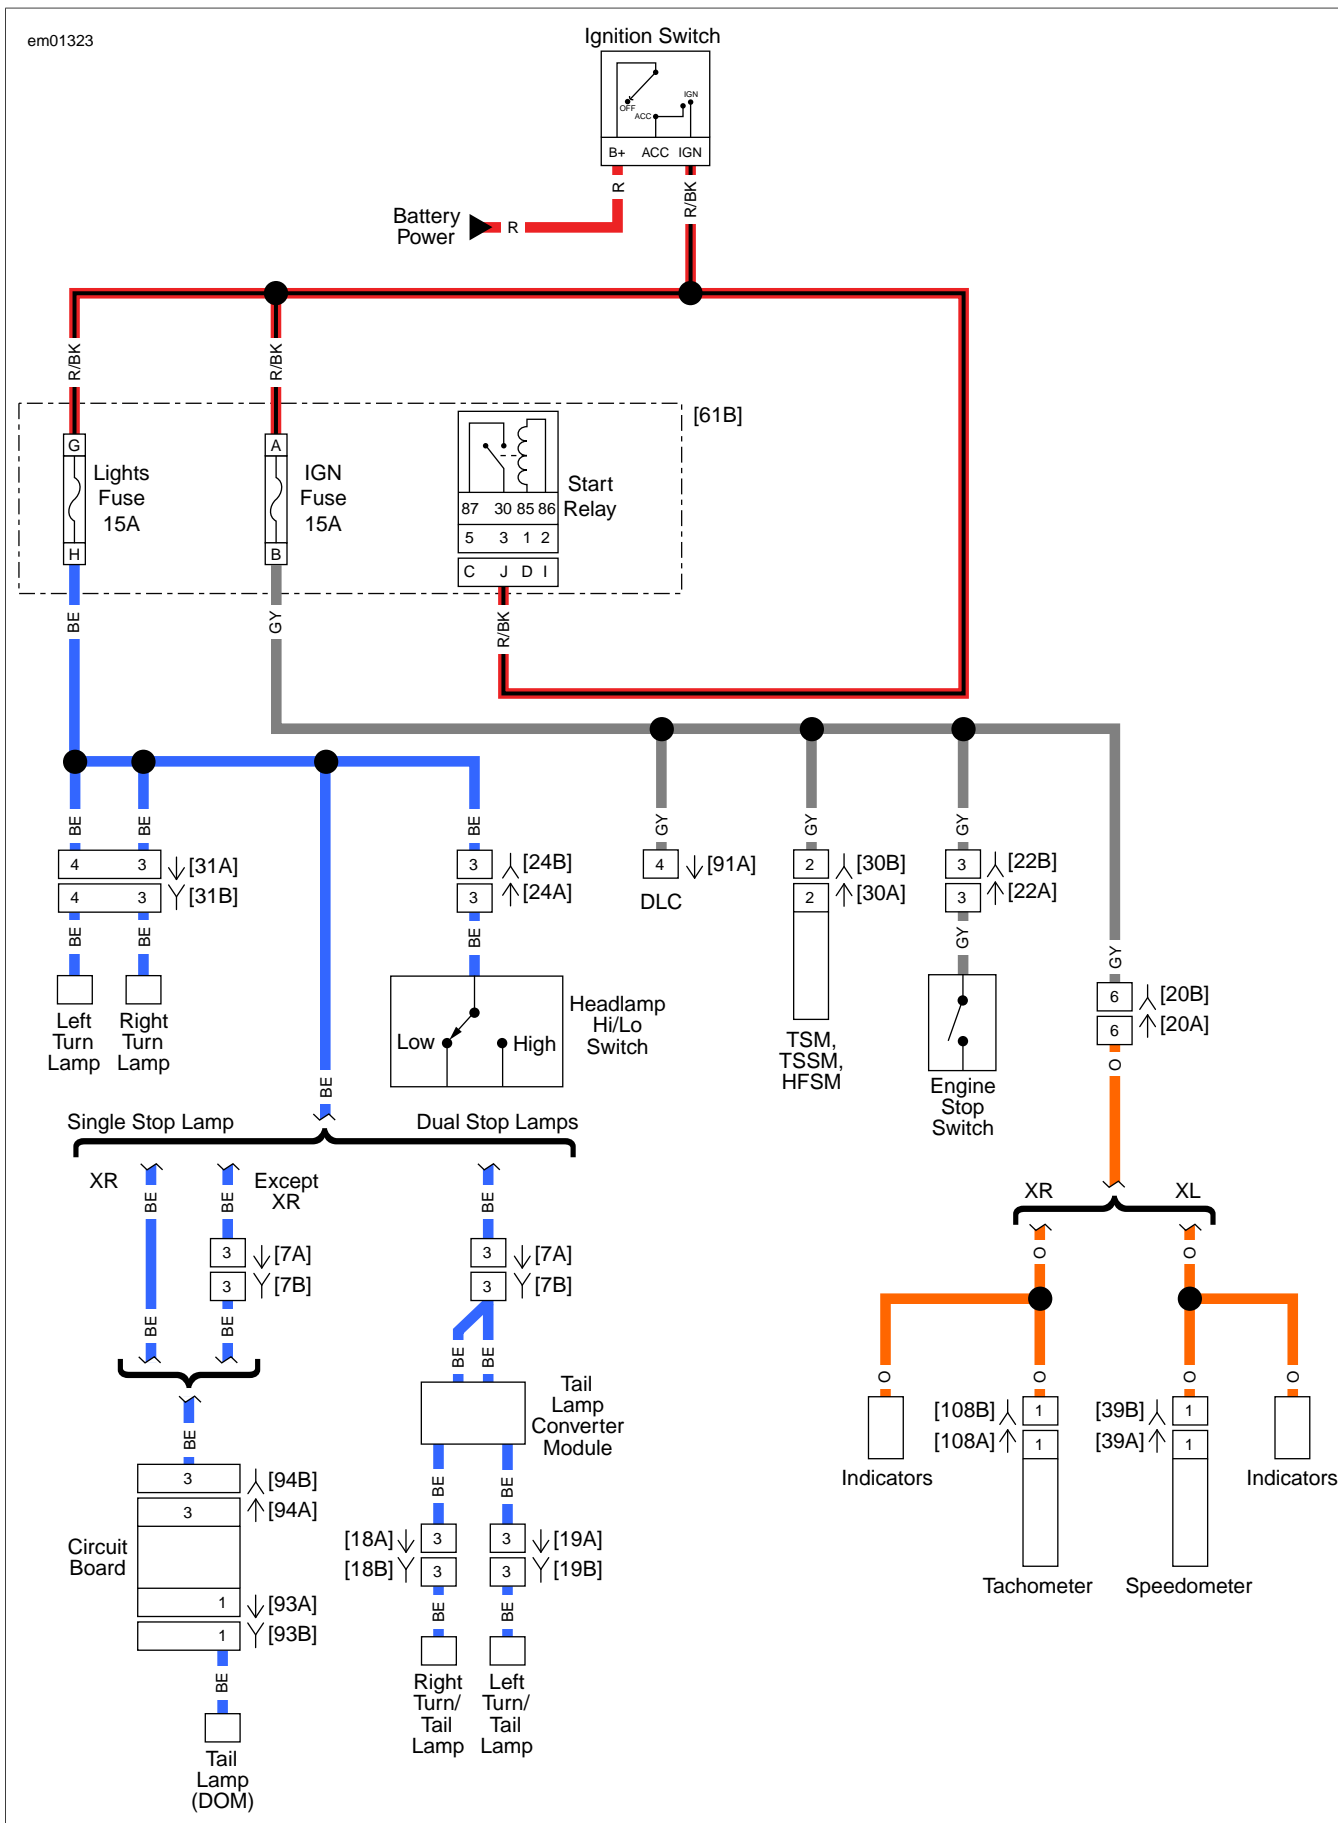 em01323
Ignition Switch
OFF
ACC
IGN
B+ ACC IGN
R
R/BK
Battery
Power
R
R/BK
R/BK
[61B]
G
A
Lights
Fuse
15A
IGN
Fuse
15A
Start
Relay
87 30 85 86
5 3 1 2
C J D I
H
B
BE
GY
R/BK
BE
BE
BE
GY
GY
GY
4 3 [31A]
4 3 [31B]
3 [24B]
3 [24A]
4 [91A]
DLC
2 [30B]
2 [30A]
3 [22B]
3 [22A]
BE
BE
BE
GY
GY
6 [20B]
6 [20A]
Left
Turn
Lamp
Right
Turn
Lamp
Low
High
Headlamp
Hi/Lo
Switch
TSM,
TSSM,
HFSM
Engine
Stop
Switch
O
BE
Single Stop Lamp
Dual Stop Lamps
XR
Except
XR
BE
BE
BE
XR
XL
O
O
3 [7A]
3 [7B]
3 [7A]
3 [7B]
BE
BE
BE
BE
O
O
O
O
Tail
Lamp
Converter
Module
[108B] 1
[108A] 1
[39B] 1
[39A] 1
Indicators
Indicators
BE
BE
BE
3 [94B]
3 [94A]
Circuit
Board
1 [93A]
1 [93B]
[18A] 3
[18B] 3
3 [19A]
3 [19B]
Tachometer
Speedometer
BE
BE
BE
Right
Turn/
Tail
Lamp
Left
Turn/
Tail
Lamp
Tail
Lamp
(DOM)